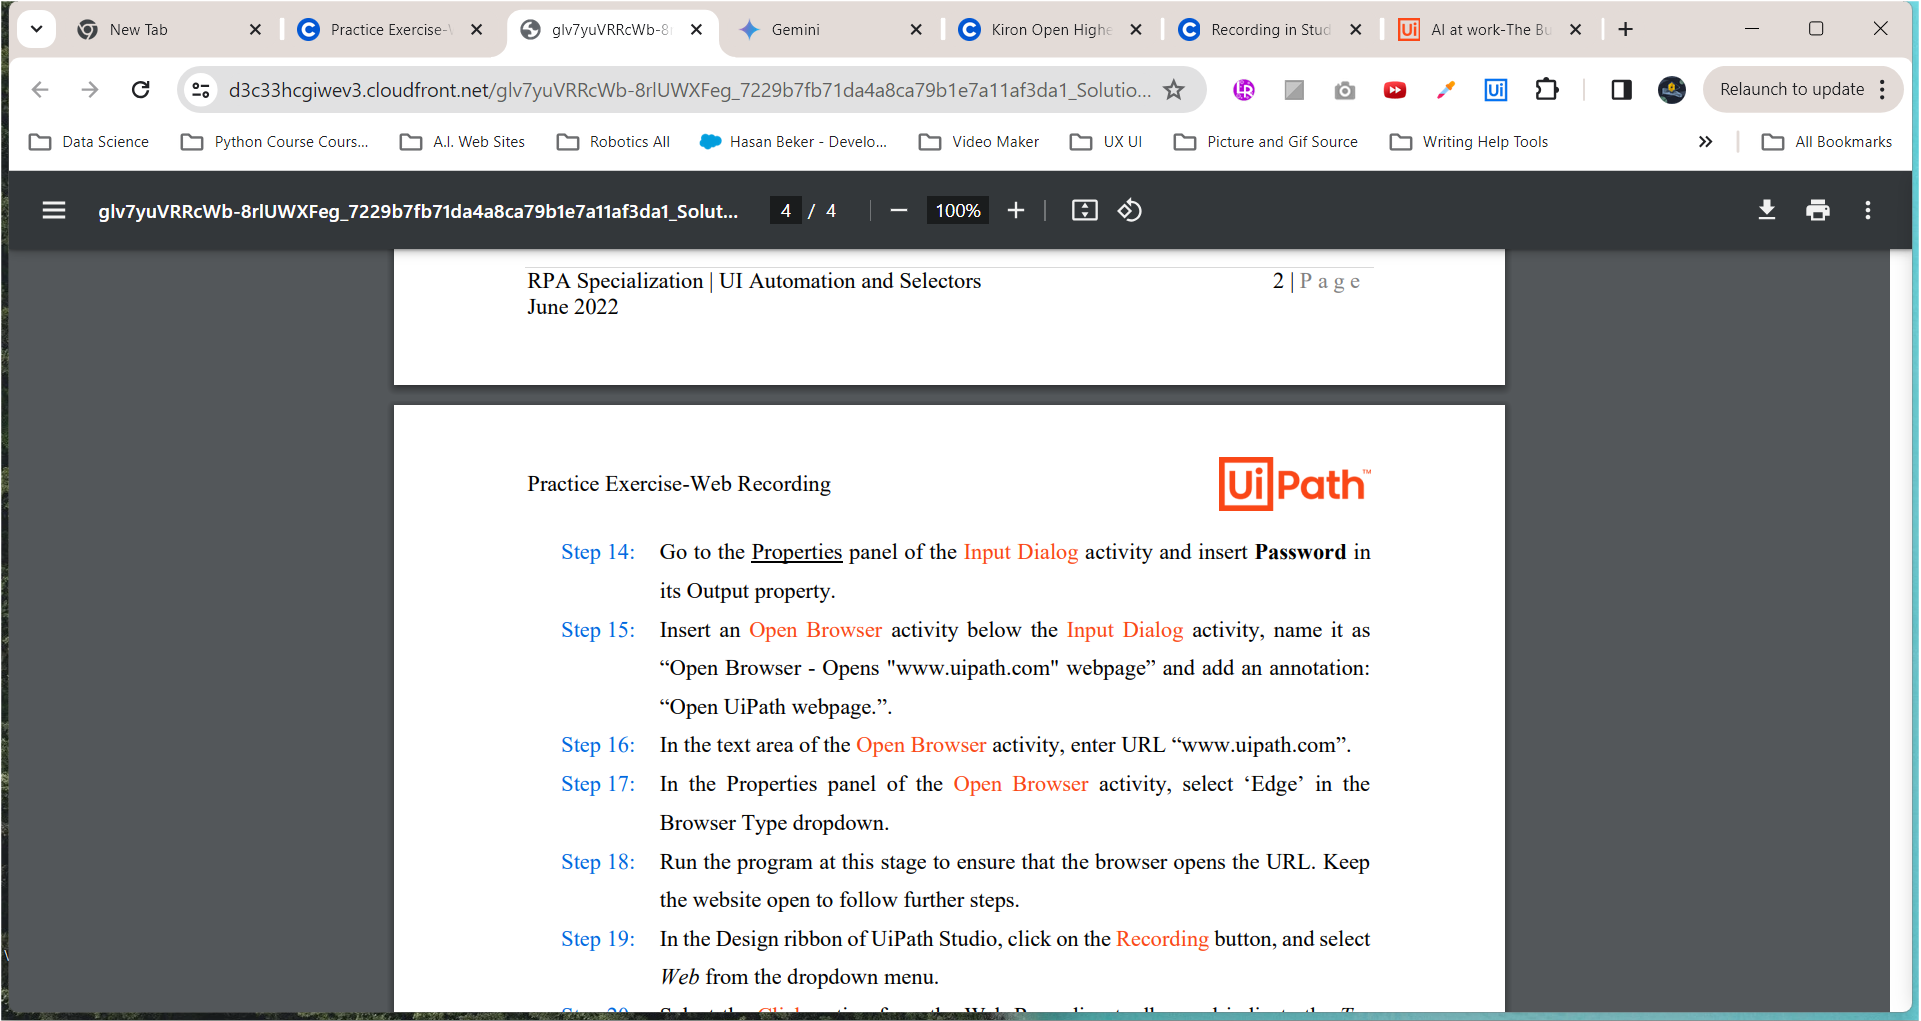 New Tab
Practice Exercise-
glv7yuVRRcWb-8r
Gemini
Kiron Open Highe
Recording in Stud
Ui
AI at work-The Bu
d3c33hcgiwev3.cloudfront.net/glv7yuVRRcWb-8rlUWXFeg_7229b7fb71da4a8ca79b1e7a11af3da1_Solutio...
Ui
Relaunch to update
Data Science
Python Course Cours...
A.I. Web Sites
Robotics All
Hasan Beker - Develo...
Video Maker
UX UI
Picture and Gif Source
Writing Help Tools
All Bookmarks
glv7yuVRRcWb-8rlUWXFeg_7229b7fb71da4a8ca79b1e7a11af3da1_Solut...
4 / 4
100%
RPA Specialization | UI Automation and Selectors 2 | Page
June 2022
Practice Exercise-Web Recording
UiPath™
Step 14: Go to the Properties panel of the Input Dialog activity and insert Password in
its Output property.
Step 15: Insert an Open Browser activity below the Input Dialog activity, name it as
“Open Browser - Opens "www.uipath.com" webpage” and add an annotation:
“Open UiPath webpage.”.
Step 16: In the text area of the Open Browser activity, enter URL “www.uipath.com”.
Step 17: In the Properties panel of the Open Browser activity, select ‘Edge’ in the
Browser Type dropdown.
Step 18: Run the program at this stage to ensure that the browser opens the URL. Keep
the website open to follow further steps.
Step 19: In the Design ribbon of UiPath Studio, click on the Recording button, and select
Web from the dropdown menu.